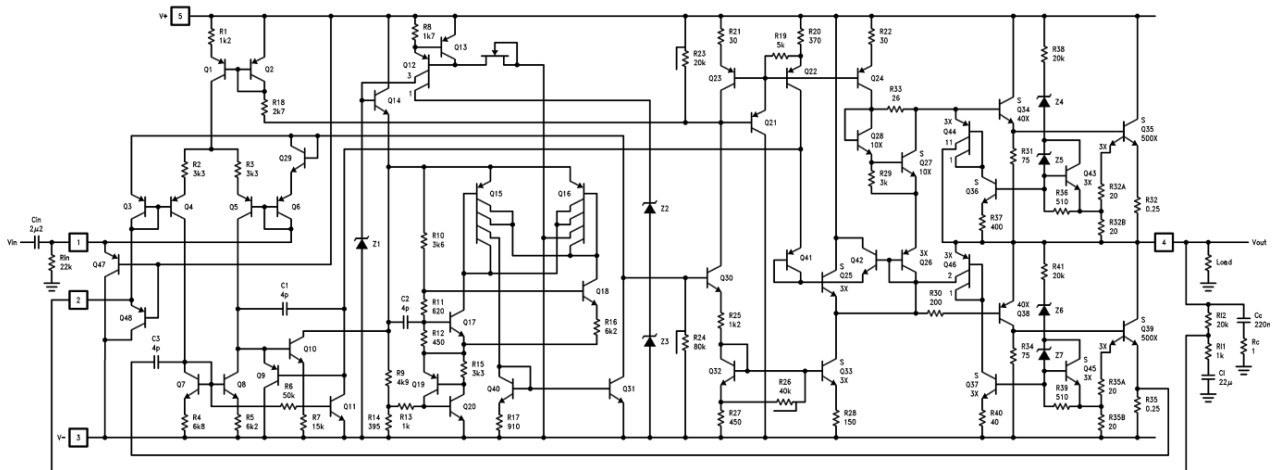 V+ 5
R1
1k2
Q1
Q2
R18
2k7
R8
1k7
Q13
Q12
3
1
Q14
R23
20k
R21
30
Q23
R19
5k
R20
370
Q22
R22
30
Q24
Q21
R33
26
Q28
10X
Q27
10X
S
R29
3k
3X
Q44
11
1
S
Q34
40X
R31
75
S
Q36
R37
400
R38
20k
Z4
Z5
Q43
3X
S
R36
510
S
Q35
500X
3X
R32A
20
R32B
20
R32
0.25
R2
3k3
R3
3k3
Q29
Q3
Q4
Q5
Q6
Cin
2µ2
Vin
Rin
22k
1
Q47
2
Q48
C3
4p
C1
4p
Q10
Q9
R6
50k
Q7
Q8
Q11
R4
6k8
R5
6k2
R7
15k
V- 3
Z1
R10
3k6
R11
620
R12
450
C2
4p
Q17
Q15
Q16
Q18
R16
6k2
R15
3k3
Q19
R9
4k9
R14
395
R13
1k
Q20
Q40
R17
910
Q31
Z2
Z3
R24
80k
Q30
R25
1k2
Q32
R27
450
R26
40k
S
Q33
3X
R28
150
Q41
S
Q25
3X
Q42
3X
Q26
R30
200
3X
Q46
2
1
40X
Q38
R34
75
S
Q37
3X
R40
40
R41
20k
Z6
Z7
S
Q45
3X
R39
510
S
Q39
500X
3X
R35A
20
R35B
20
R35
0.25
4
Vout
Load
Rl2
20k
Rl1
1k
Cl
22µ
Cc
220n
Rc
1